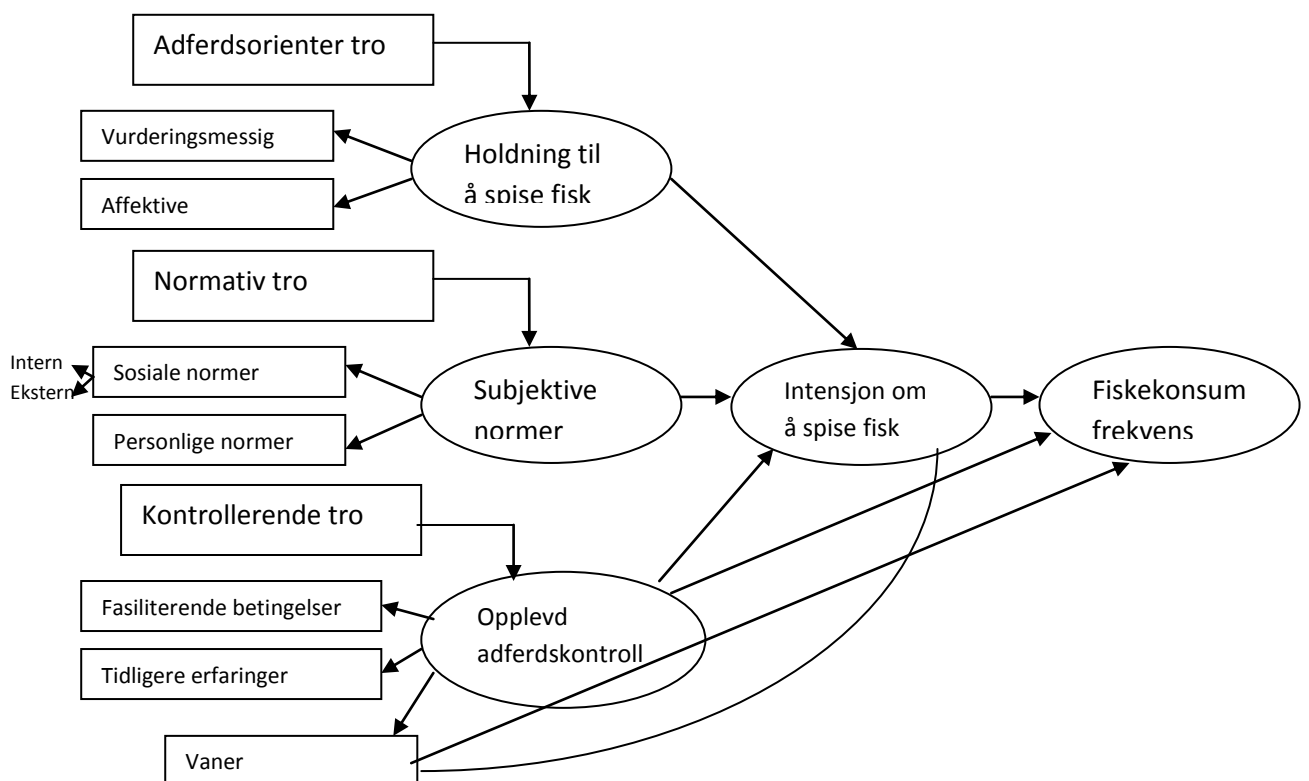 Adferdsorienter tro
Vurderingsmessig
Affektive
Holdning til
å spise fisk
Normativ tro
Intern
Ekstern
Sosiale normer
Personlige normer
Subjektive
normer
Intensjon om
å spise fisk
Fiskekonsum
frekvens
Kontrollerende tro
Fasiliterende betingelser
Tidligere erfaringer
Opplevd
adferdskontroll
Vaner